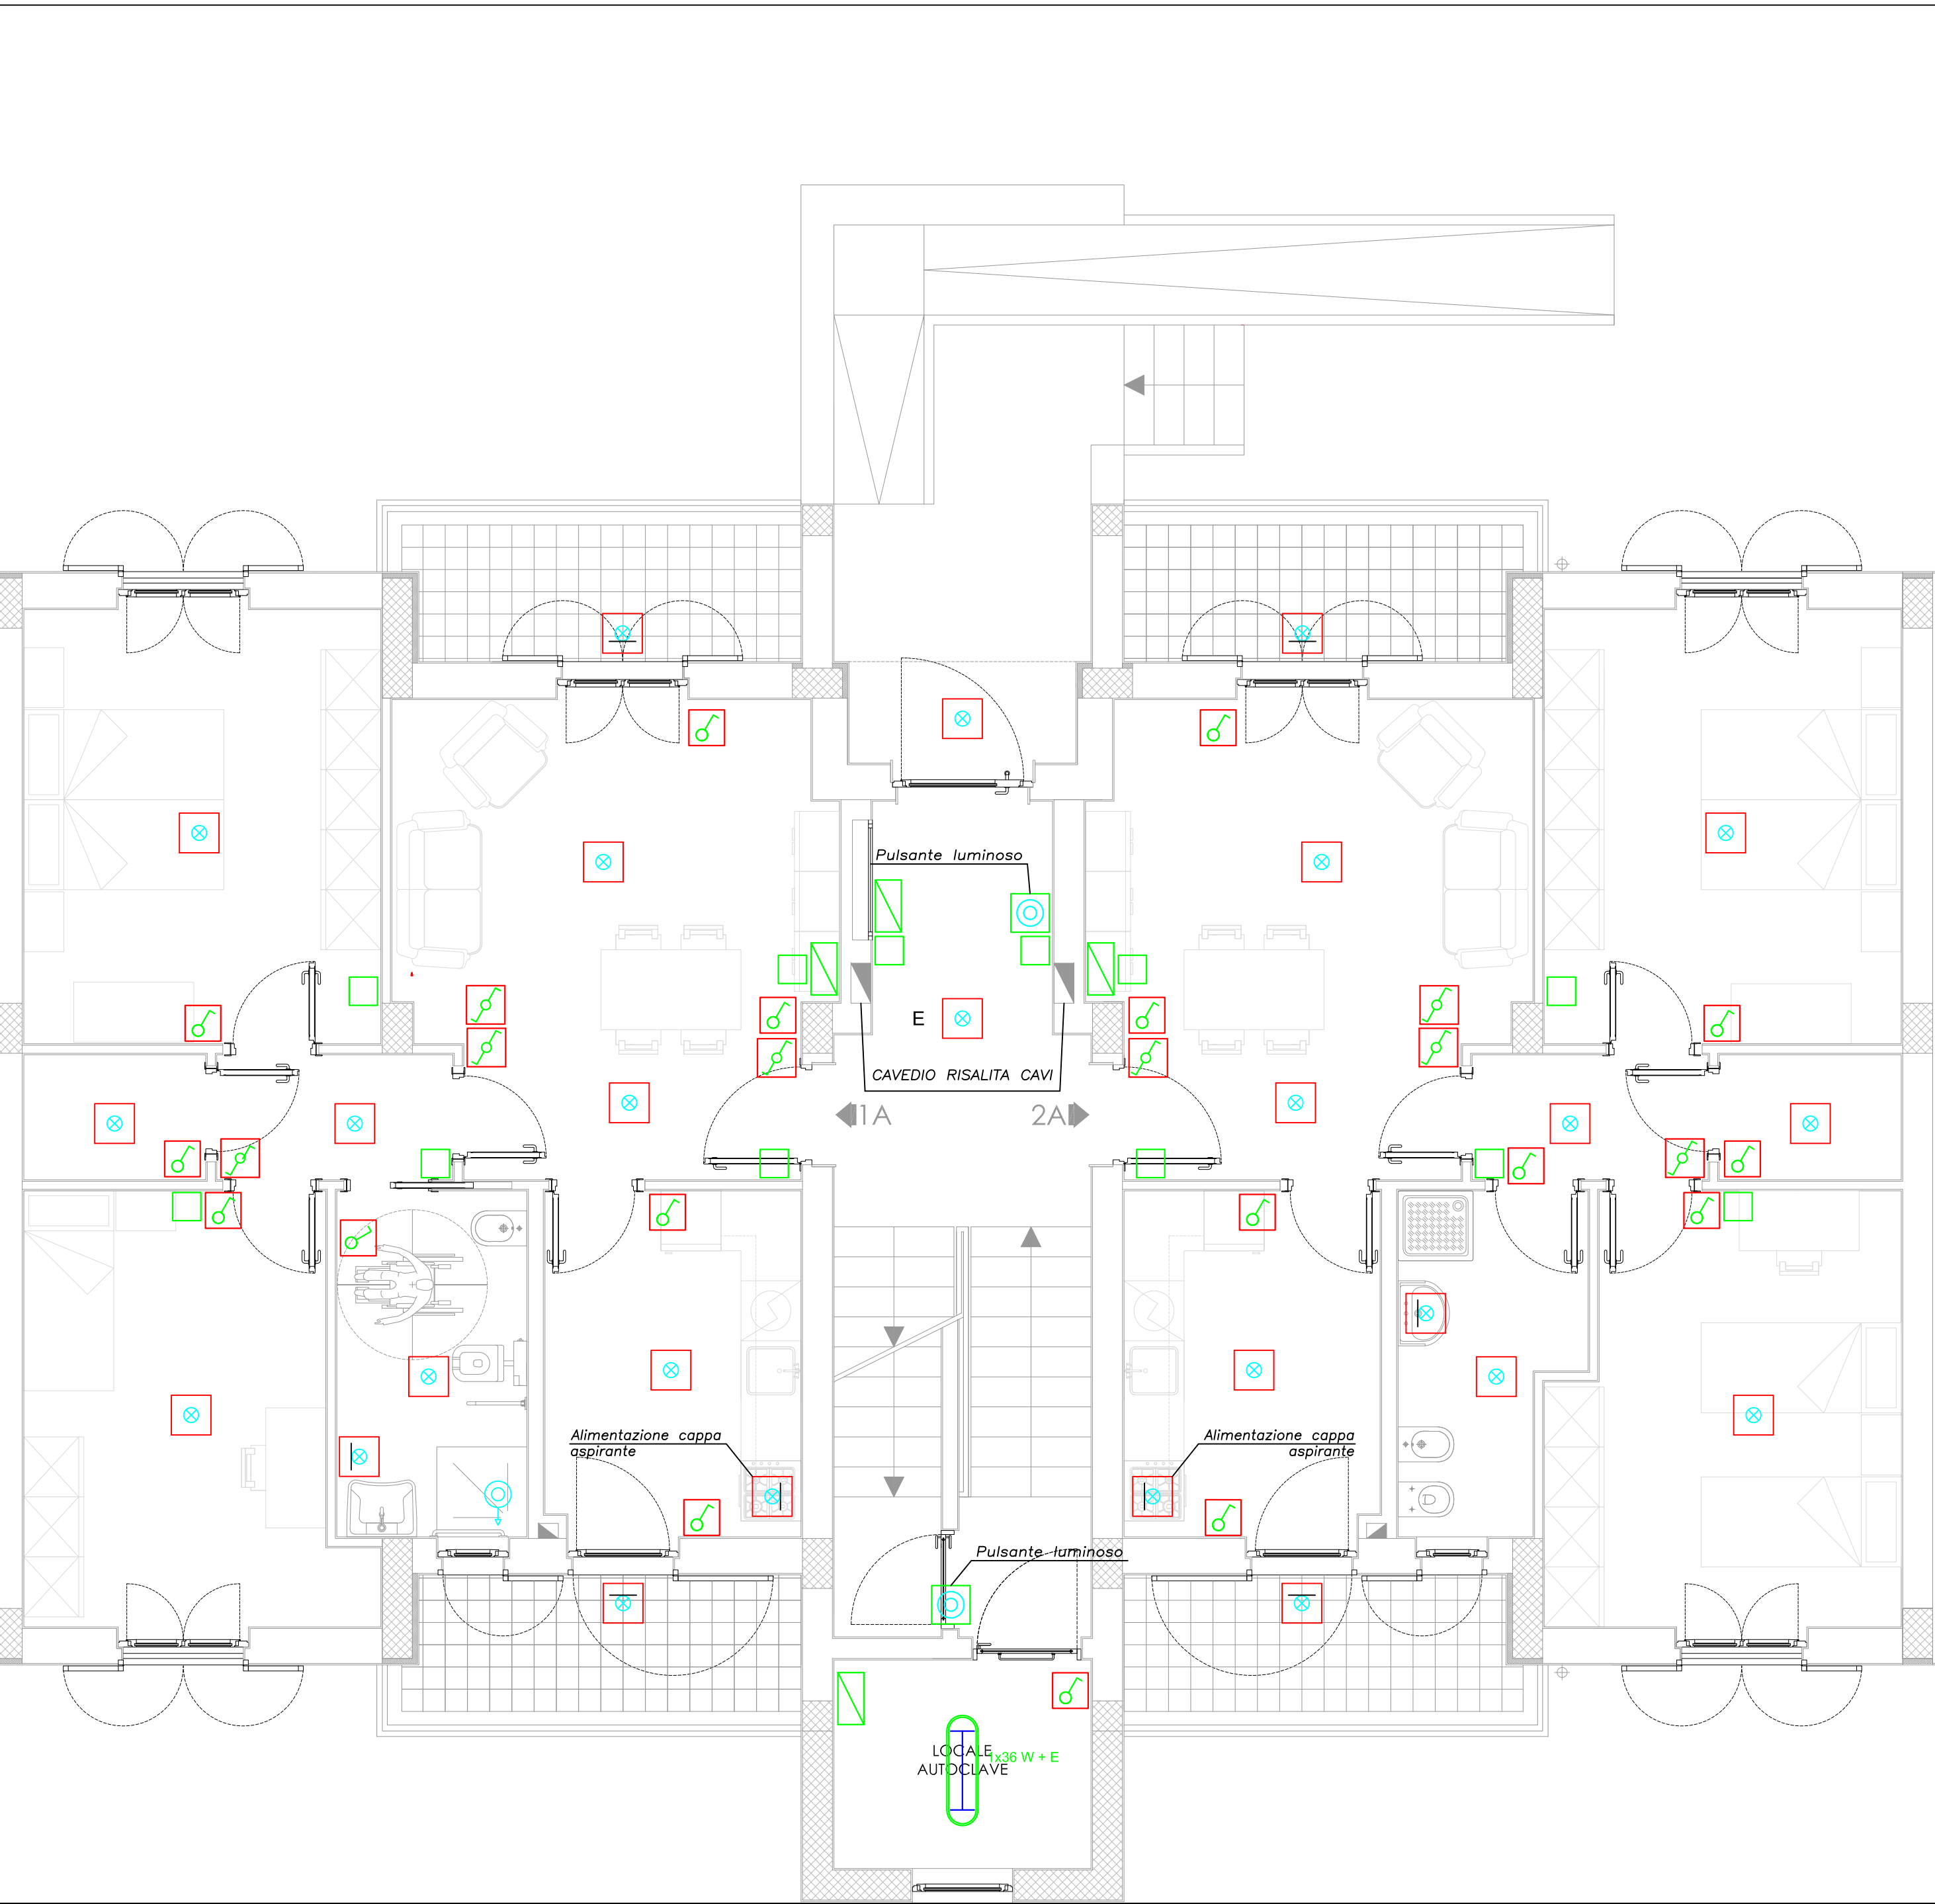 Pulsante luminoso
E
CAVEDIO RISALITA CAVI
1A
2A
Alimentazione cappa
aspirante
Alimentazione cappa
aspirante
Pulsante luminoso
LOCALE
1x36 W + E
AUTOCLAVE